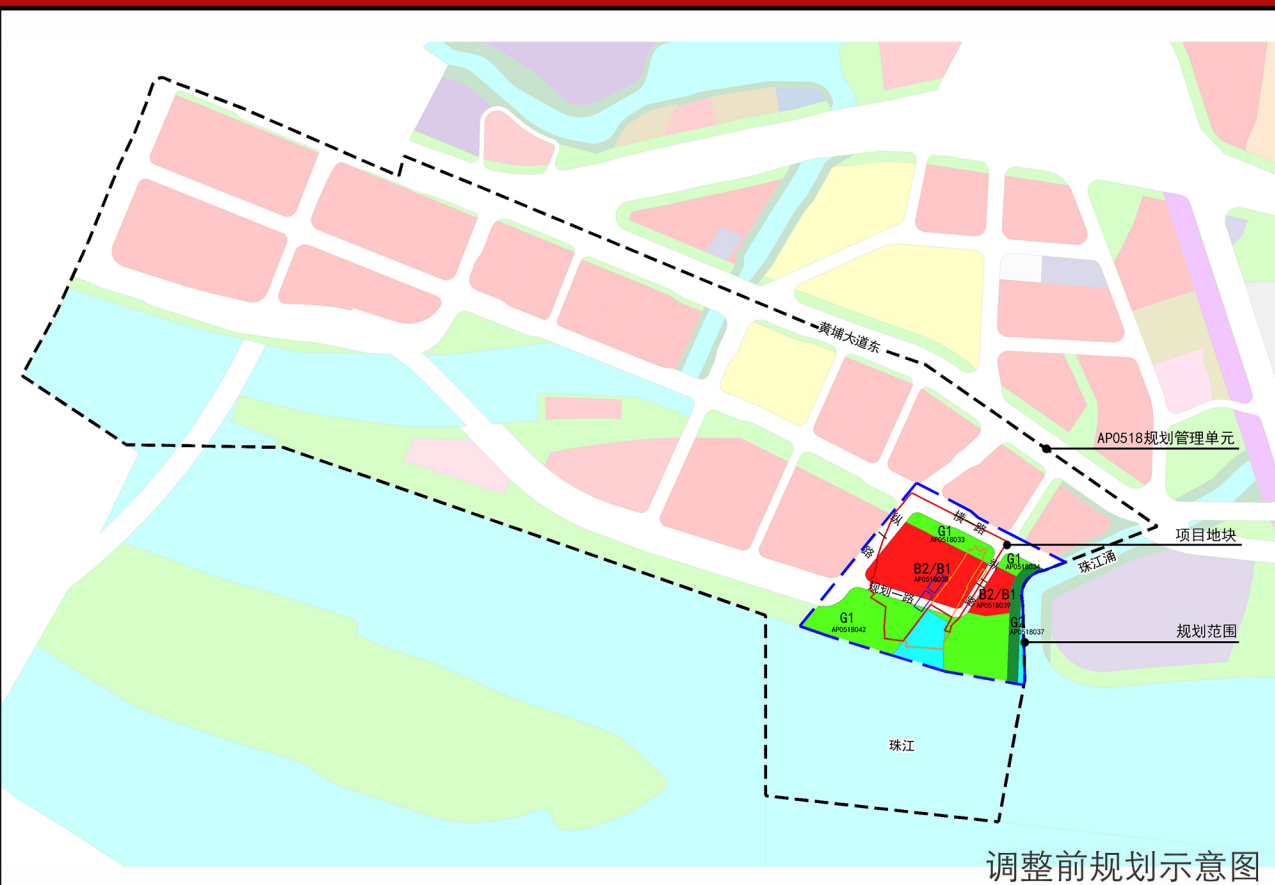 黄埔大道东
AP0518规划管理单元
横路
纵一路
项目地块
G1
AP0518033
G1
AP0518034
珠江涌
B2/B1
AP0518038
规划一路
B2/B1
AP0518039
G1
AP0518042
G2
AP0518037
规划范围
珠江
调整前规划示意图